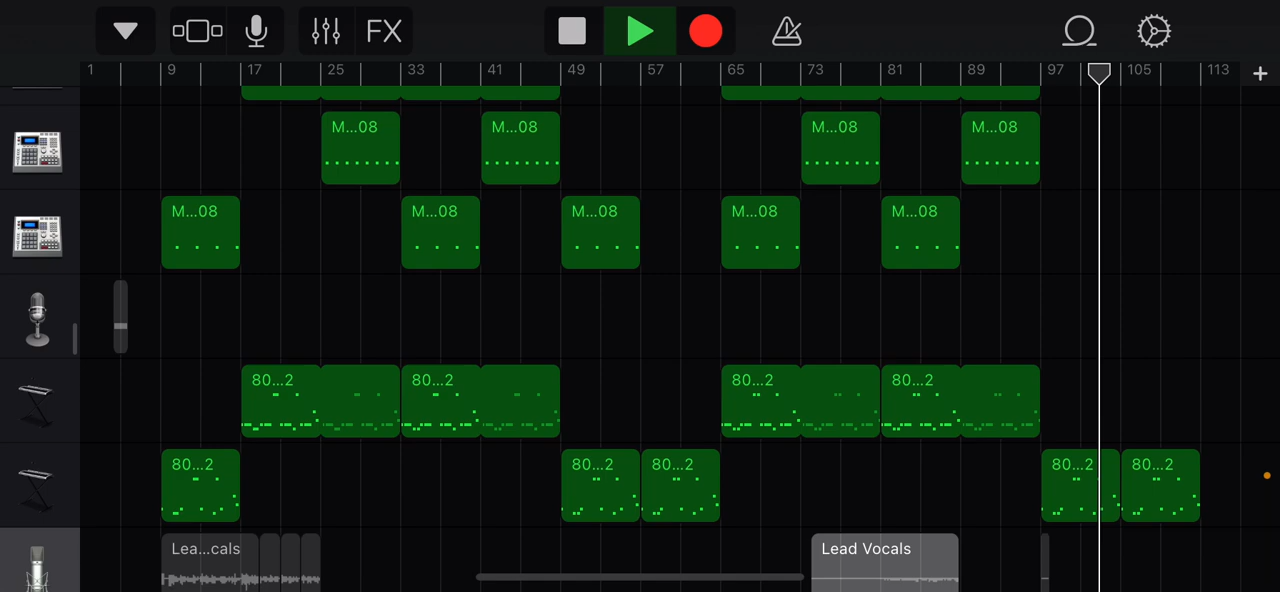 FX
1 9 17 25 33 41 49 57 65 73 81 89 97 105 113 +
M...08 M...08 M...08 M...08
M...08 M...08 M...08 M...08 M...08
80...2 80...2 80...2 80...2
80...2 80...2 80...2 80...2 80...2
Lea...cals Lead Vocals